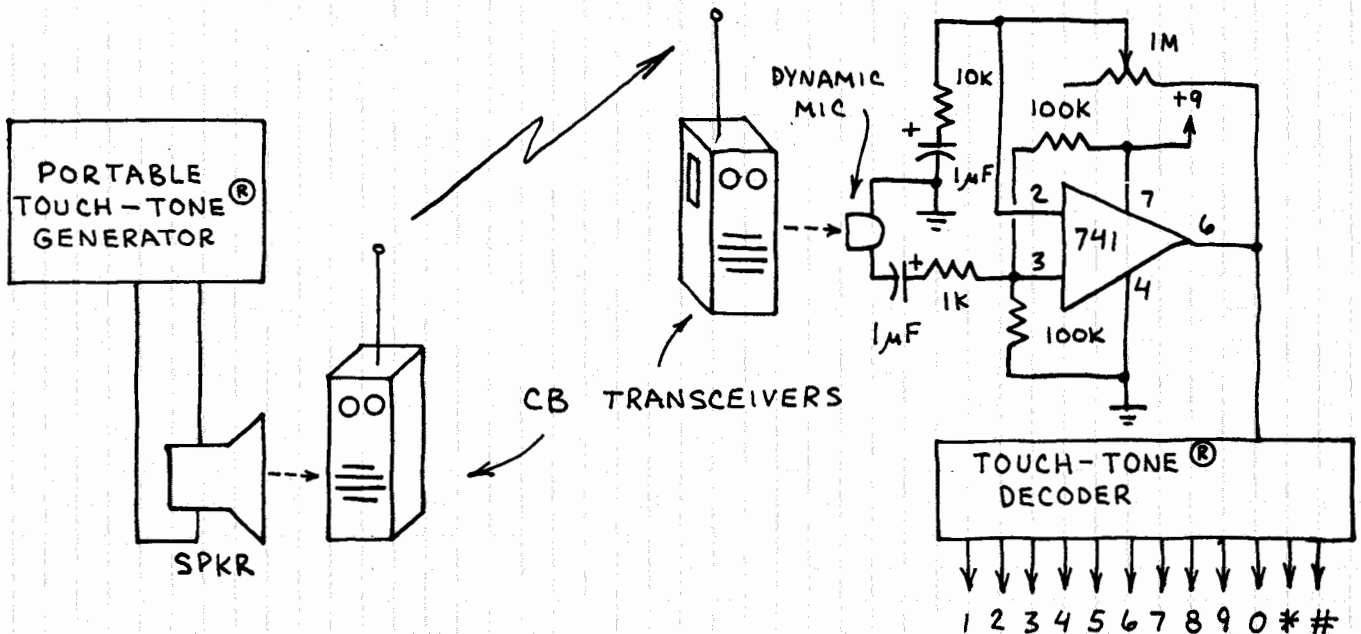 PORTABLE
TOUCH-TONE®
GENERATOR
SPKR
CB TRANSCEIVERS
DYNAMIC
MIC
10K
+
1µF
1M
100K
+9
2
7
741
6
3
4
+
1µF
1K
100K
TOUCH-TONE®
DECODER
1 2 3 4 5 6 7 8 9 0 * #